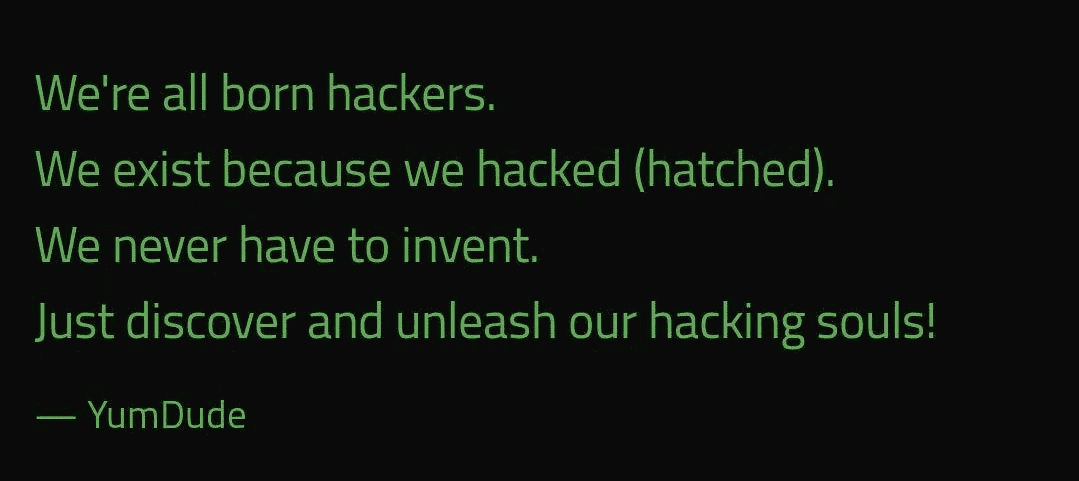 We're all born hackers.
We exist because we hacked (hatched).
We never have to invent.
Just discover and unleash our hacking souls!
— YumDude